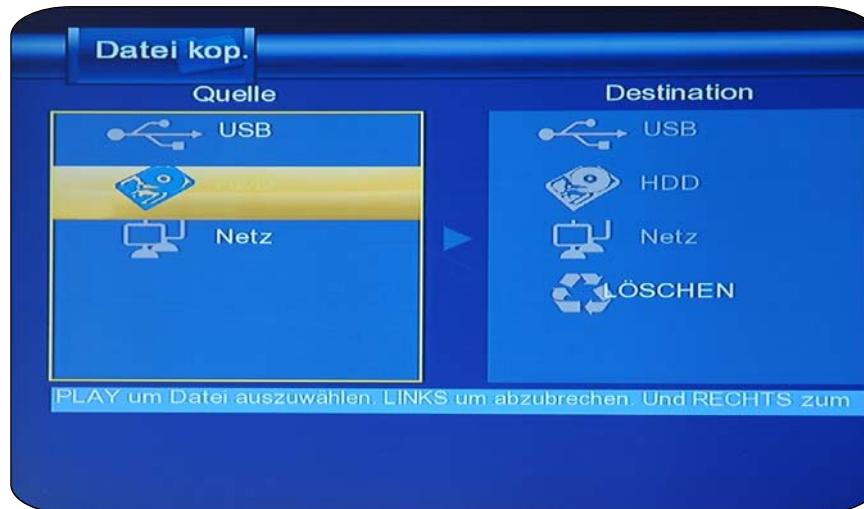 Datei kop.
Quelle
Destination
USB
Netz
USB
HDD
Netz
LÖSCHEN
PLAY um Datei auszuwählen. LINKS um abzubrechen. Und RECHTS zum